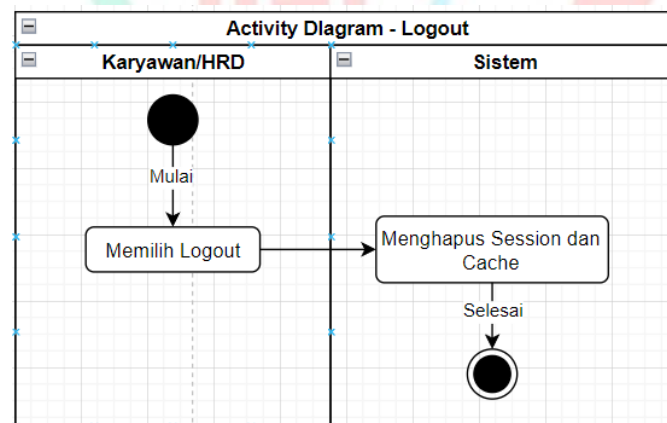 Activity DIagram - Logout
Karyawan/HRD
Sistem
Mulai
Memilih Logout
Menghapus Session dan
Cache
Selesai